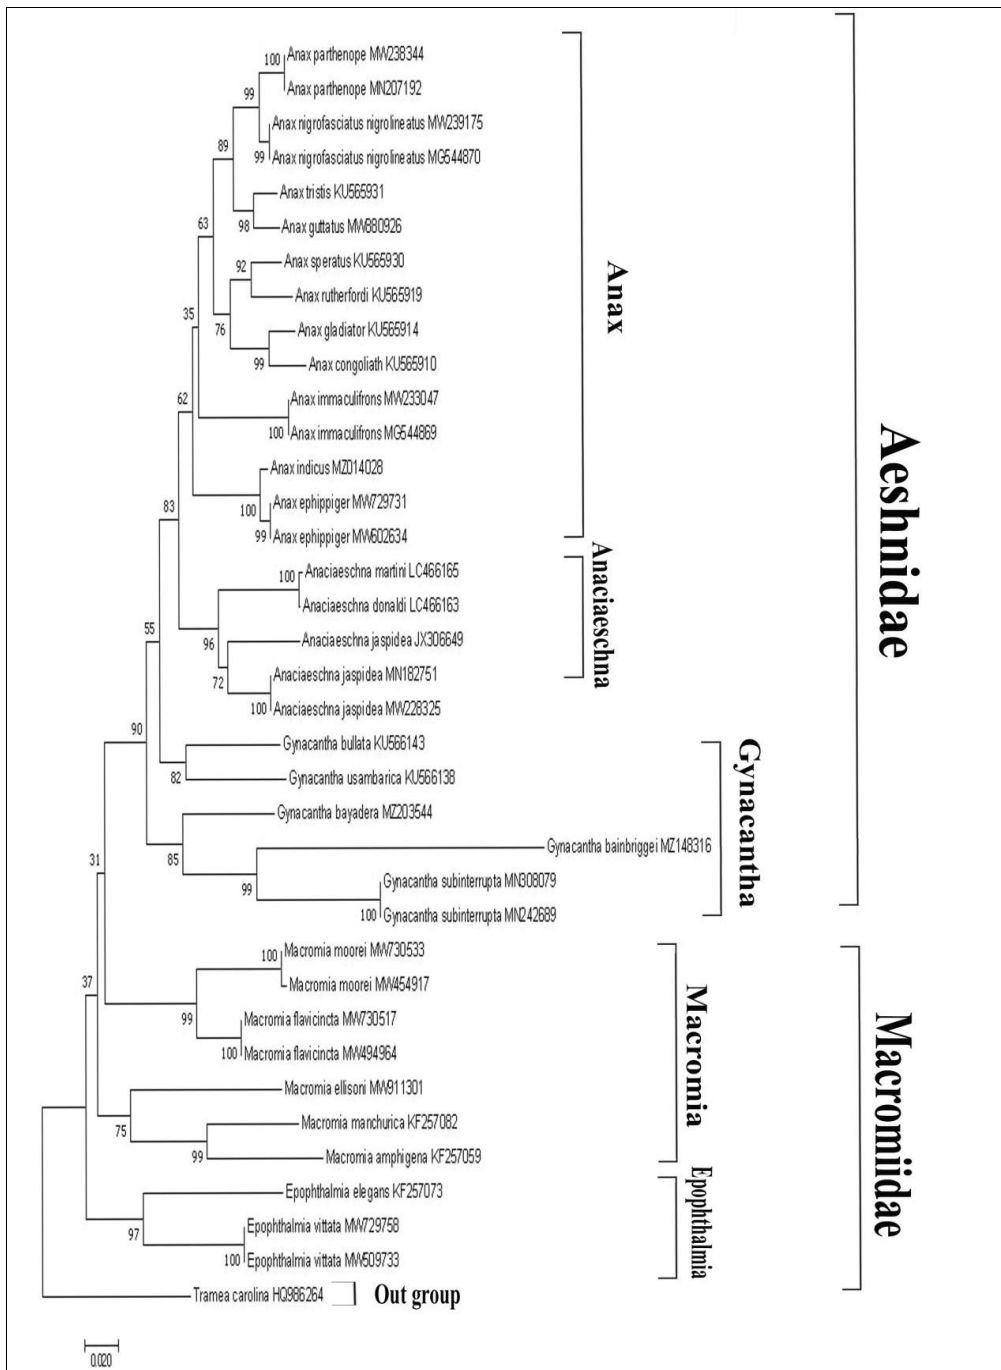 Anax parthenope MW238344
100
Anax parthenope MN207192
99
Anax nigrofasciatus nigrolineatus MW239175
89
99
Anax nigrofasciatus nigrolineatus MG544870
Anax tristis KU565931
63
98
Anax guttatus MW880926
92
Anax speratus KU565930
Anax rutherfordi KU565919
35
76
Anax gladiator KU565914
99
Anax congoliath KU565910
62
Anax immaculifrons MW233047
100
Anax immaculifrons MG544869
Anax indicus MZ014028
83
100
Anax ephippiger MW729731
99
Anax ephippiger MW602634
100
Anaciaeschna martini LC466165
Anaciaeschna donaldi LC466163
55
96
Anaciaeschna jaspidea JX306649
72
Anaciaeschna jaspidea MN182751
100
Anaciaeschna jaspidea MW228325
90
Gynacantha bullata KU566143
82
Gynacantha usambarica KU566138
Gynacantha bayadera MZ203544
31
85
Gynacantha bainbriggei MZ148316
99
Gynacantha subinterrupta MN308079
100
Gynacantha subinterrupta MN242689
100
Macromia moorei MW730533
37
Macromia moorei MW454917
99
Macromia flavicincta MW730517
100
Macromia flavicincta MW494964
Macromia ellisoni MW911301
75
Macromia manchurica KF257082
99
Macromia amphigena KF257059
Epophthalmia elegans KF257073
97
Epophthalmia vittata MW729758
100
Epophthalmia vittata MW509733
Tramea carolina HQ986264
Out group
0.020
Anax
Anaciaeschna
Gynacantha
Macromia
Epophthalmia
Aeshnidae
Macromiidae